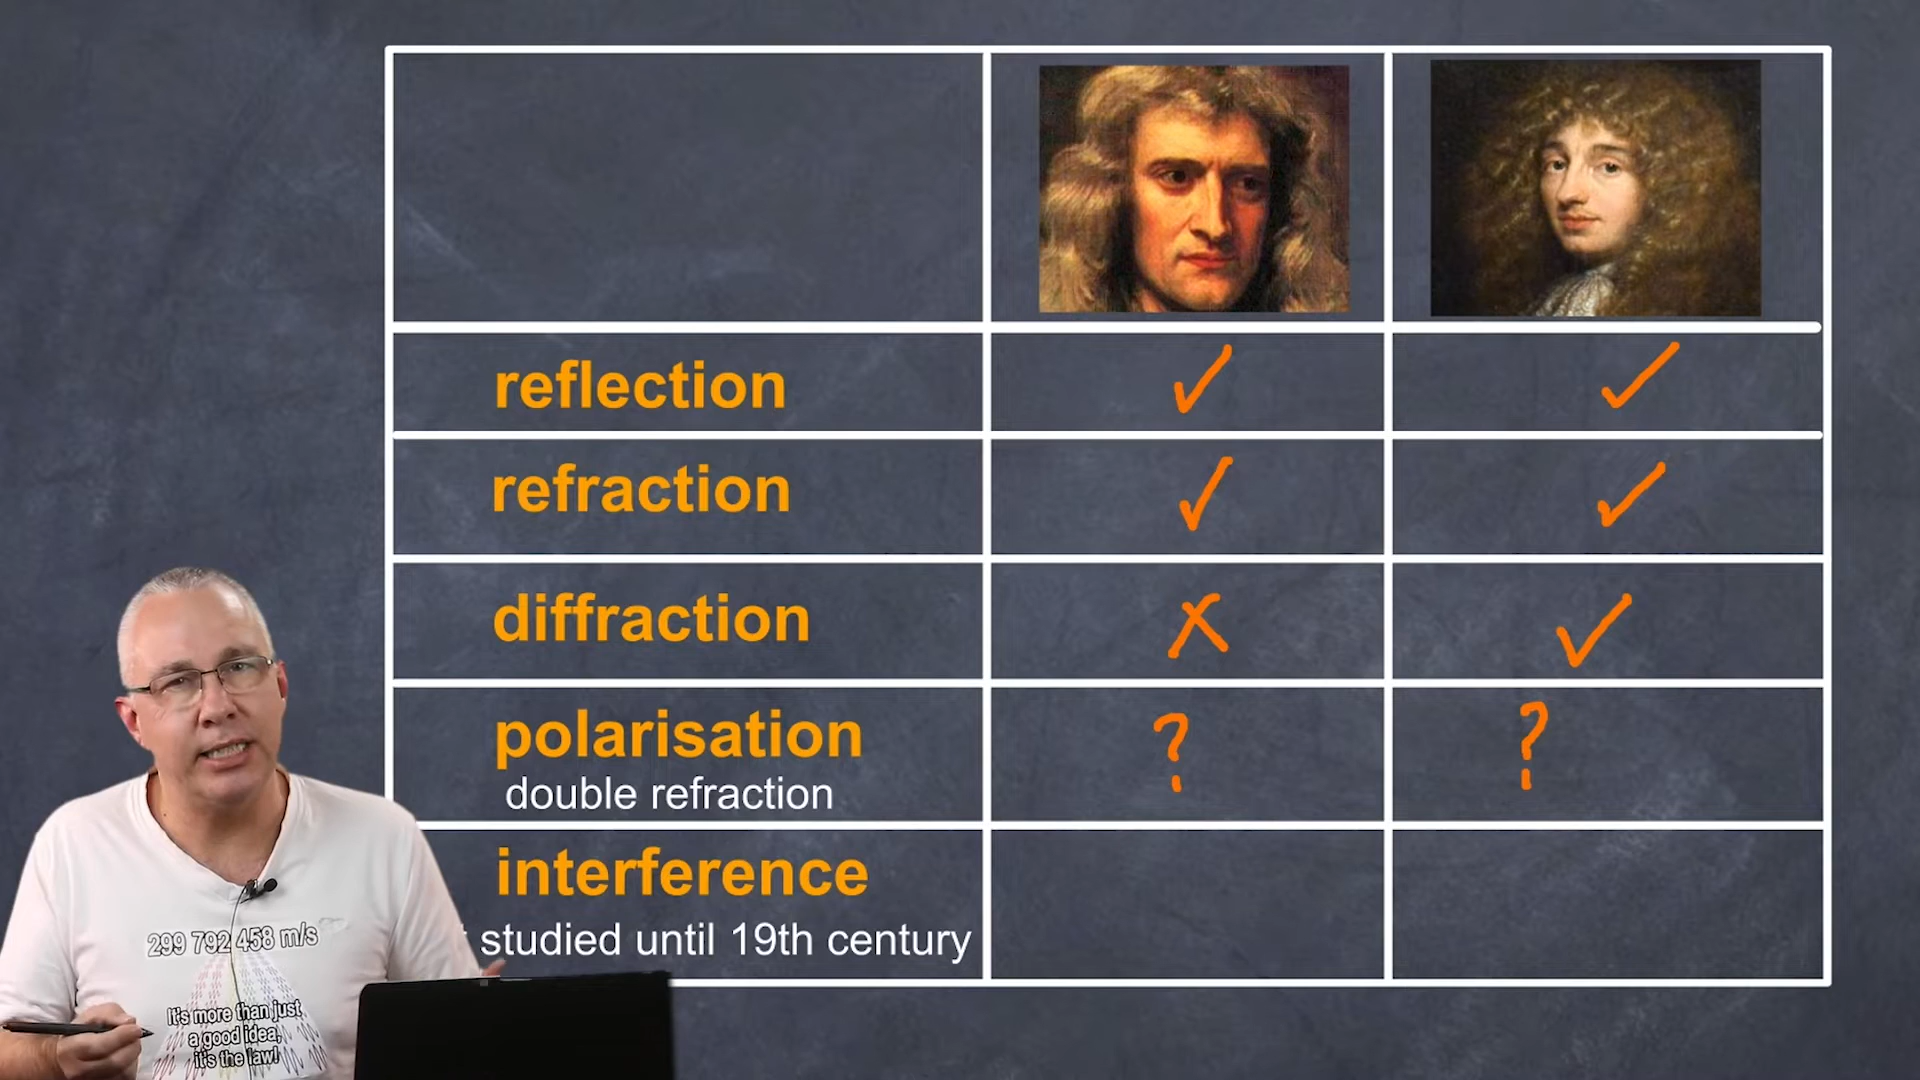 reflection
✓ ✓
refraction
✓ ✓
diffraction
✗ ✓
polarisation
? ?
double refraction
interference
studied until 19th century
299 792 458 m/s
It's more than just
a good idea,
it's the law!